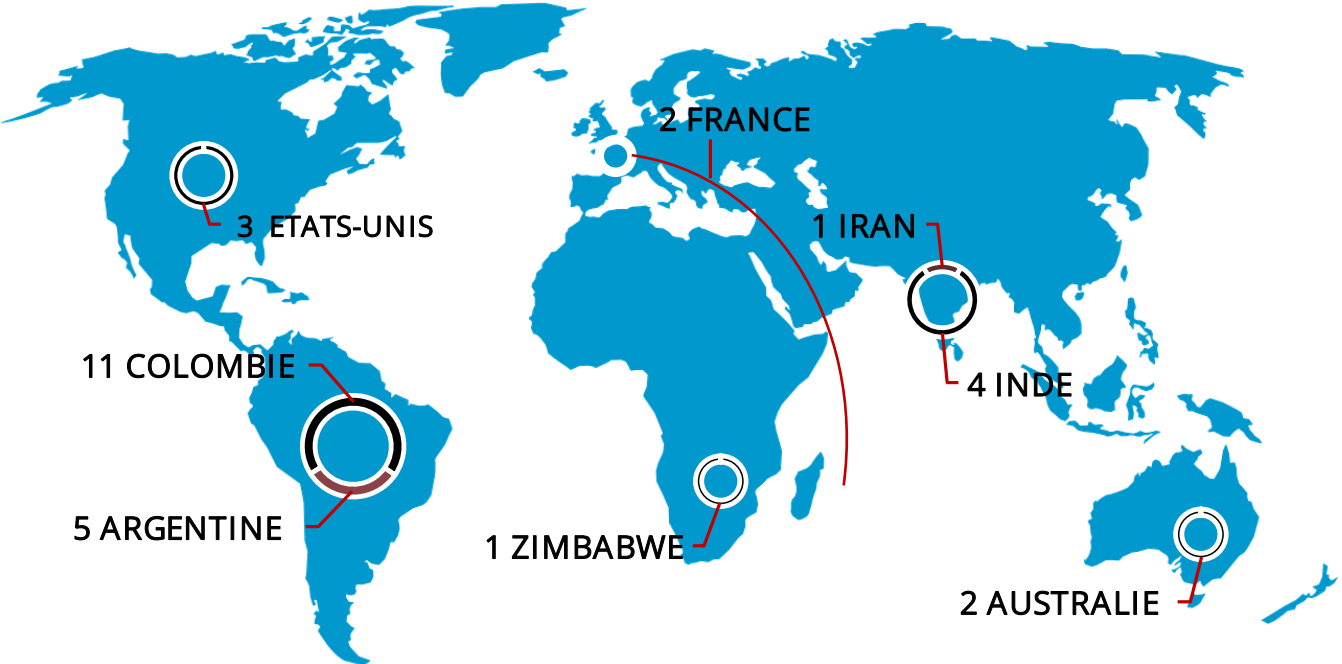 2 FRANCE
3 ETATS-UNIS
1 IRAN
11 COLOMBIE
4 INDE
5 ARGENTINE
1 ZIMBABWE
2 AUSTRALIE